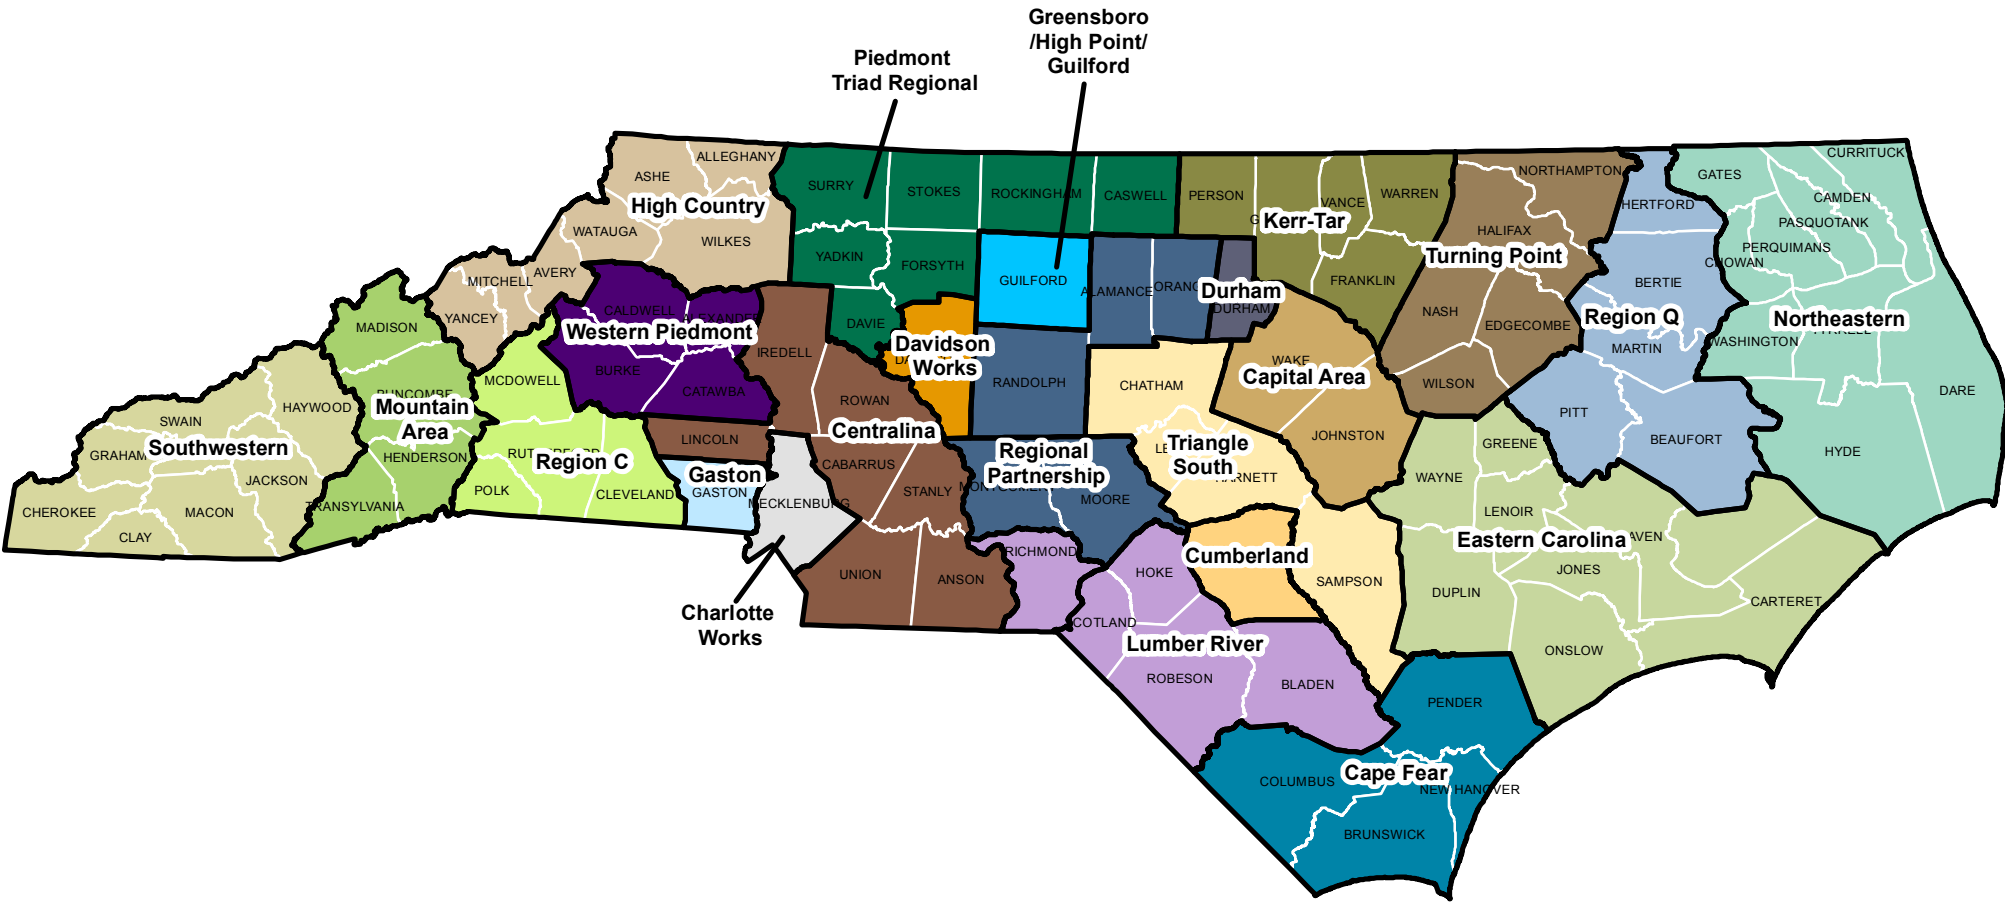 Greensboro
/High Point/
Guilford
Piedmont
Triad Regional
ALLEGHANY
ASHE
High Country
WATAUGA
WILKES
MITCHELL
AVERY
YANCEY
SURRY
STOKES
ROCKINGHAM
CASWELL
YADKIN
FORSYTH
DAVIE
GUILFORD
PERSON
VANCE
WARREN
Kerr-Tar
FRANKLIN
NORTHAMPTON
HALIFAX
Turning Point
NASH
EDGECOMBE
WILSON
HERTFORD
BERTIE
Region Q
MARTIN
PITT
BEAUFORT
CURRITUCK
GATES
CAMDEN
PASQUOTANK
PERQUIMANS
CHOWAN
Northeastern
WASHINGTON
DARE
HYDE
MADISON
Mountain
Area
HENDERSON
TRANSYLVANIA
HAYWOOD
SWAIN
Southwestern
GRAHAM
JACKSON
CHEROKEE
MACON
CLAY
CALDWELL
Western Piedmont
BURKE
CATAWBA
MCDOWELL
Region C
POLK
CLEVELAND
IREDELL
ROWAN
LINCOLN
Centralina
CABARRUS
STANLY
UNION
ANSON
Gaston
GASTON
MECKLENBURG
Charlotte
Works
Davidson
Works
ALAMANCE
Durham
DURHAM
RANDOLPH
Regional
Partnership
MOORE
CHATHAM
Triangle
South
SAMPSON
WAKE
Capital Area
JOHNSTON
RICHMOND
HOKE
Cumberland
Lumber River
ROBESON
BLADEN
WAYNE
GREENE
LENOIR
Eastern Carolina
JONES
DUPLIN
CARTERET
ONSLOW
PENDER
COLUMBUS
Cape Fear
NEW HANOVER
BRUNSWICK